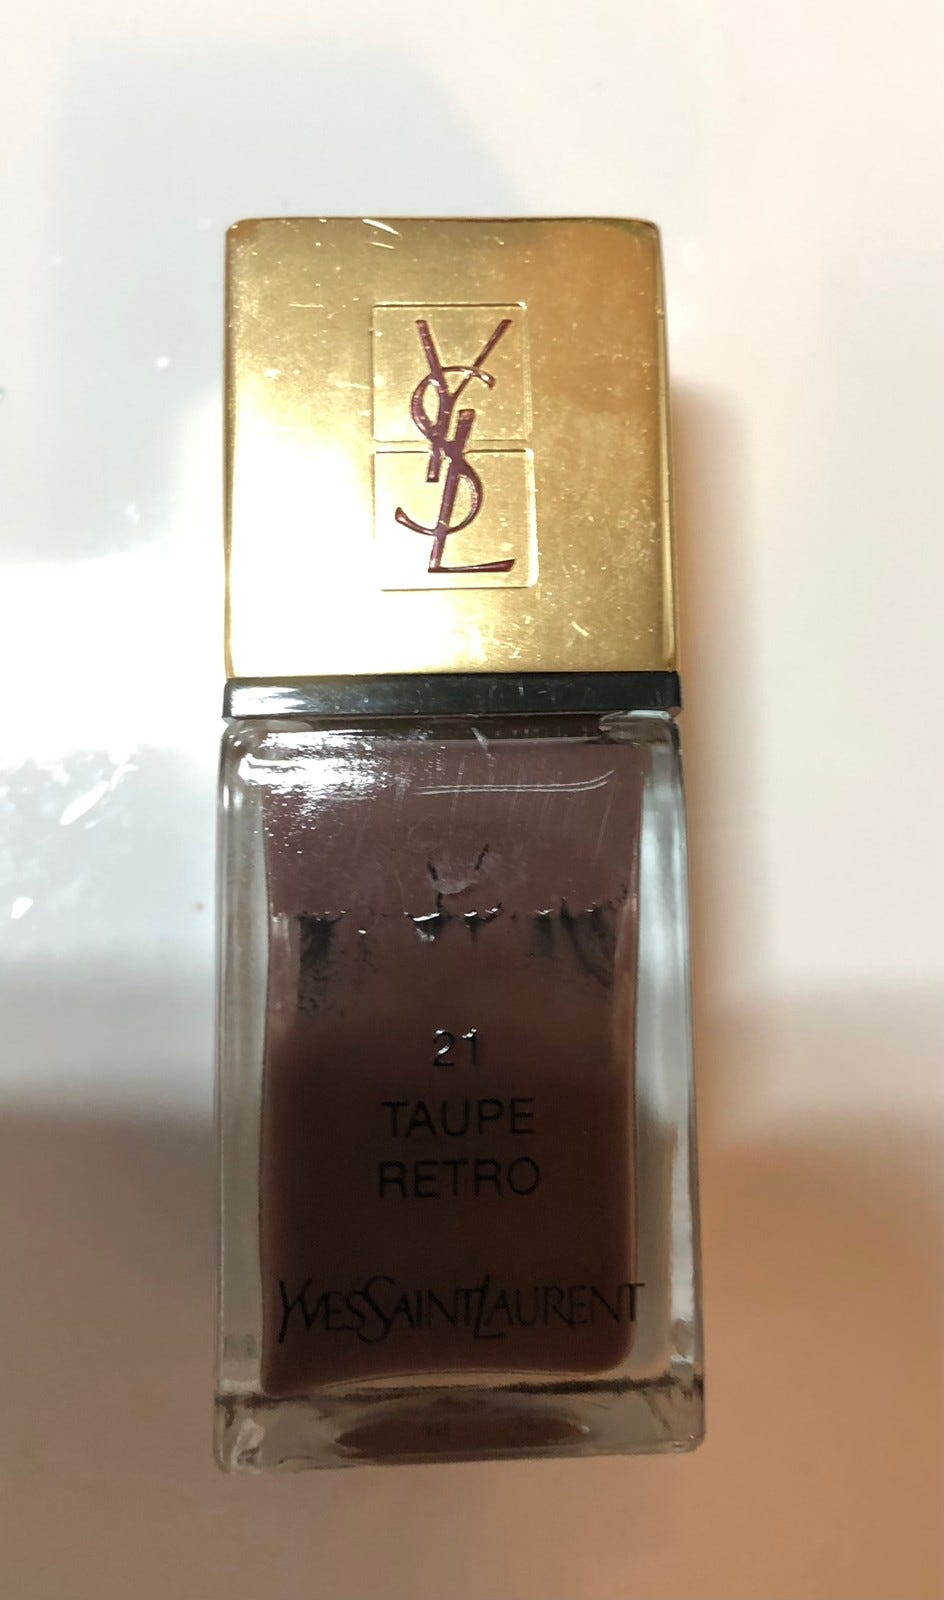 YSL
21
TAUPE
RETRO
YVESSAINTLAURENT